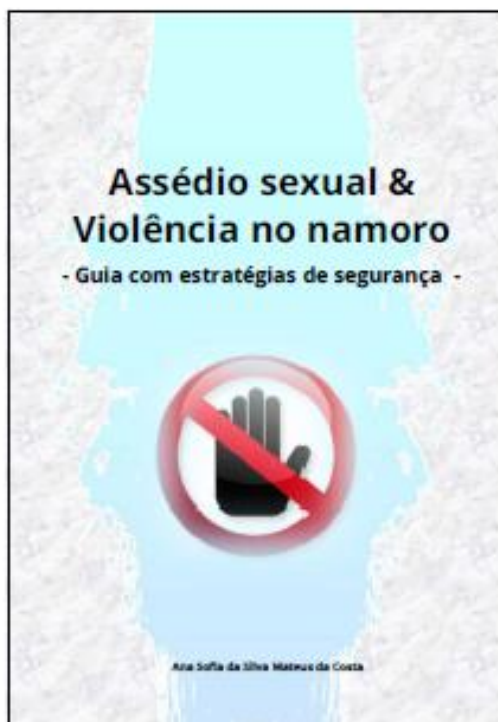 Assédio sexual &
Violência no namoro
- Guia com estratégias de segurança -
Ana Sofia da Silva Mateus da Costa